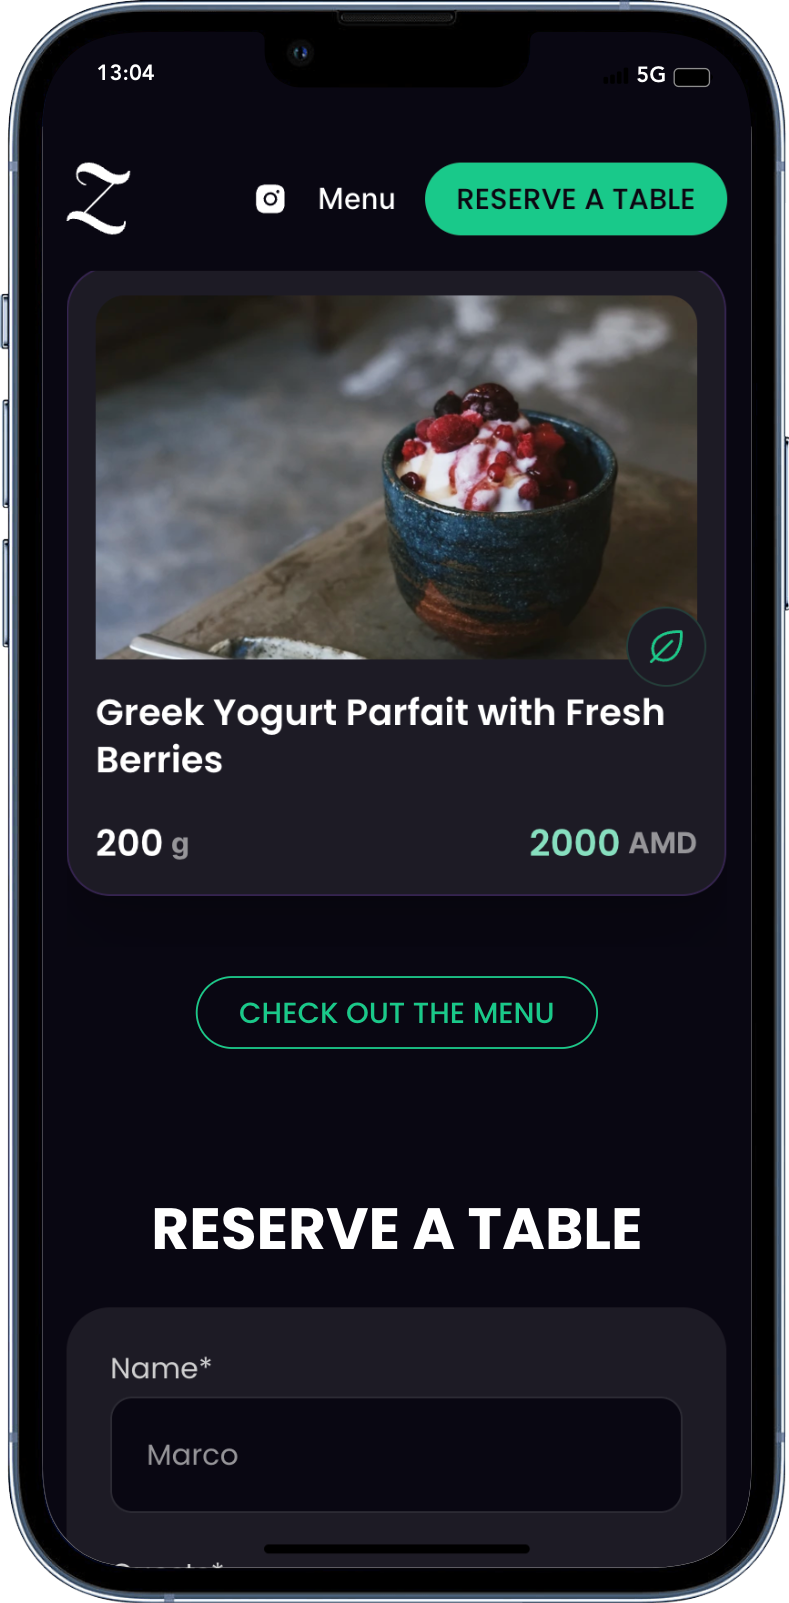 13:04
5G
Z
Menu
RESERVE A TABLE
Greek Yogurt Parfait with Fresh
Berries
200 g
2000 AMD
CHECK OUT THE MENU
RESERVE A TABLE
Name*
Marco